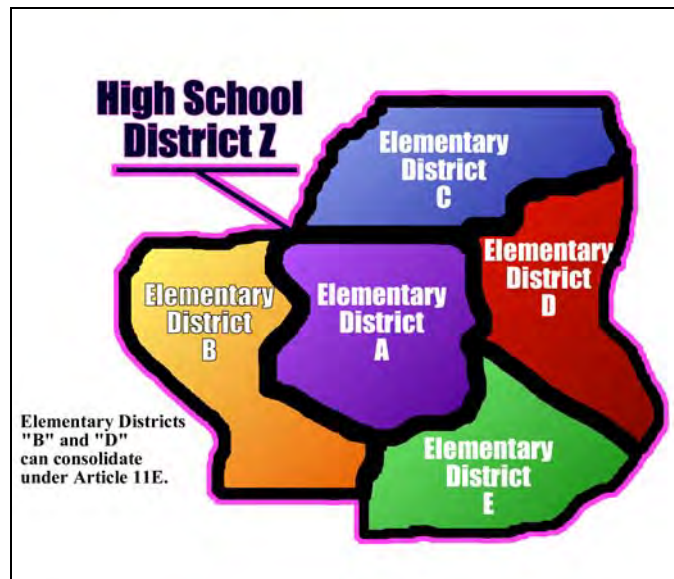 High School
District Z
Elementary
District
C
Elementary
District
D
Elementary
District
B
Elementary
District
A
Elementary Districts
"B" and "D"
can consolidate
under Article 11E.
Elementary
District
E